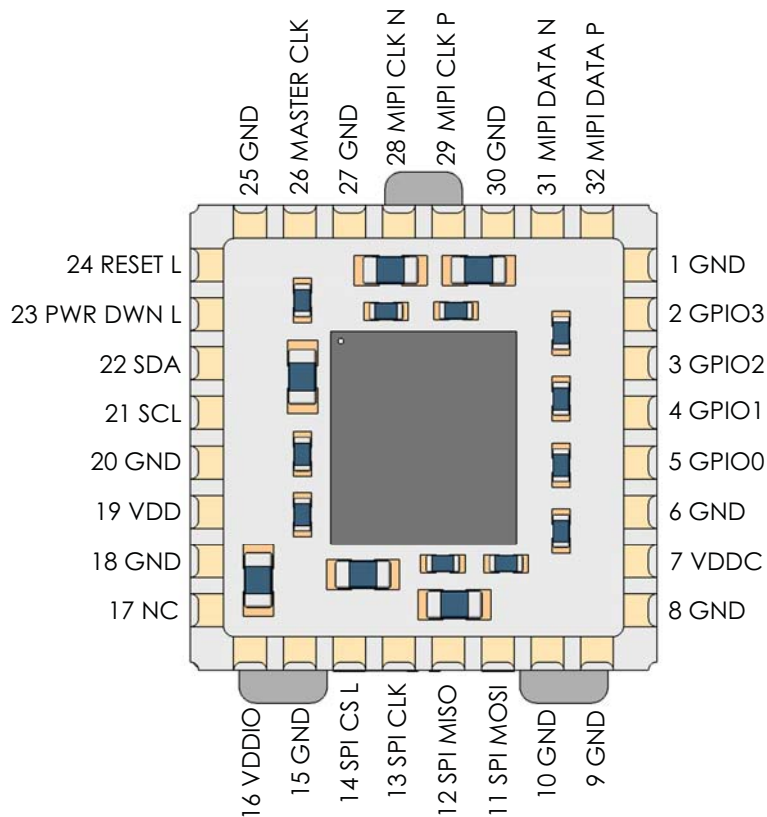 25 GND
26 MASTER CLK
27 GND
28 MIPI CLK N
29 MIPI CLK P
30 GND
31 MIPI DATA N
32 MIPI DATA P
24 RESET L
23 PWR DWN L
22 SDA
21 SCL
20 GND
19 VDD
18 GND
17 NC
1 GND
2 GPIO3
3 GPIO2
4 GPIO1
5 GPIO0
6 GND
7 VDDC
8 GND
16 VDDIO
15 GND
14 SPI CS L
13 SPI CLK
12 SPI MISO
11 SPI MOSI
10 GND
9 GND